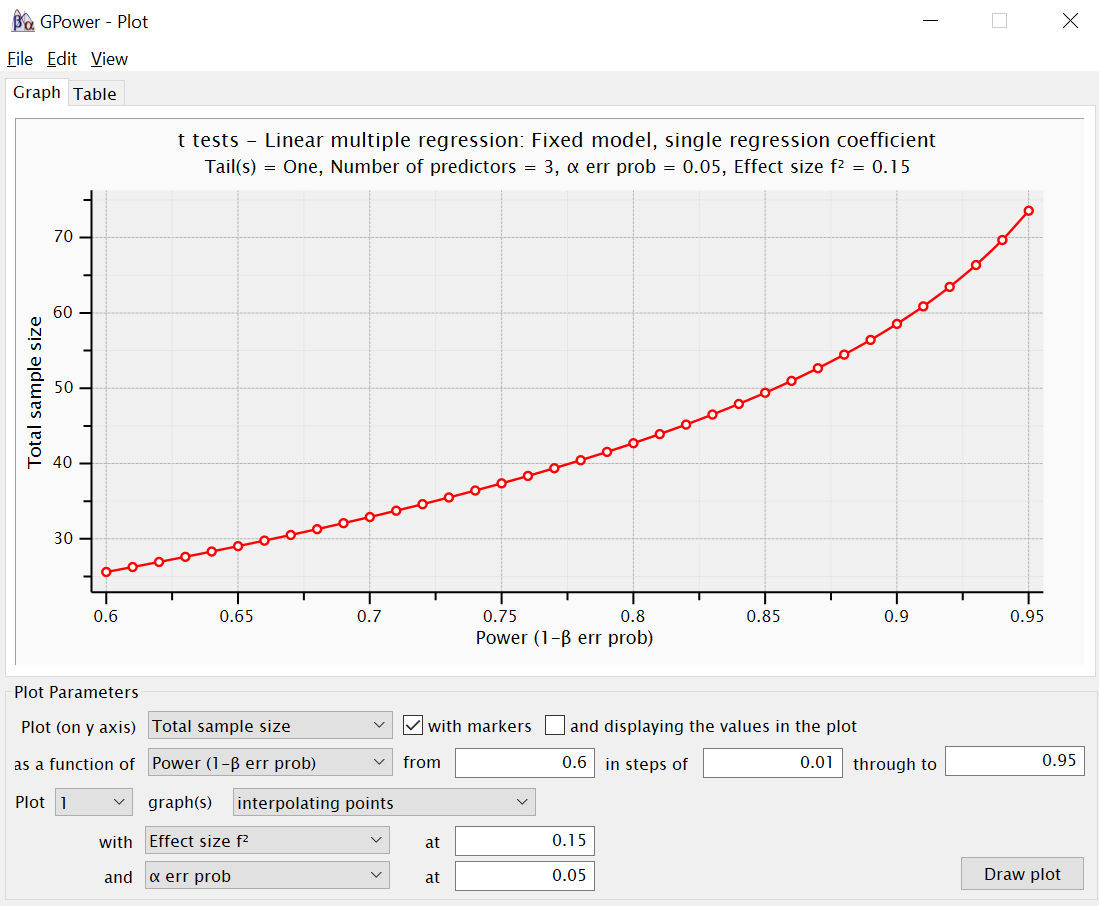 GPower - Plot
File Edit View
Graph Table
t tests – Linear multiple regression: Fixed model, single regression coefficient
Tail(s) = One, Number of predictors = 3, α err prob = 0.05, Effect size f² = 0.15
Total sample size
70
60
50
40
30
0.6 0.65 0.7 0.75 0.8 0.85 0.9 0.95
Power (1-β err prob)
Plot Parameters
Plot (on y axis) Total sample size with markers and displaying the values in the plot
as a function of Power (1-β err prob) from 0.6 in steps of 0.01 through to 0.95
Plot 1 graph(s) interpolating points
with Effect size f² at 0.15
and α err prob at 0.05 Draw plot